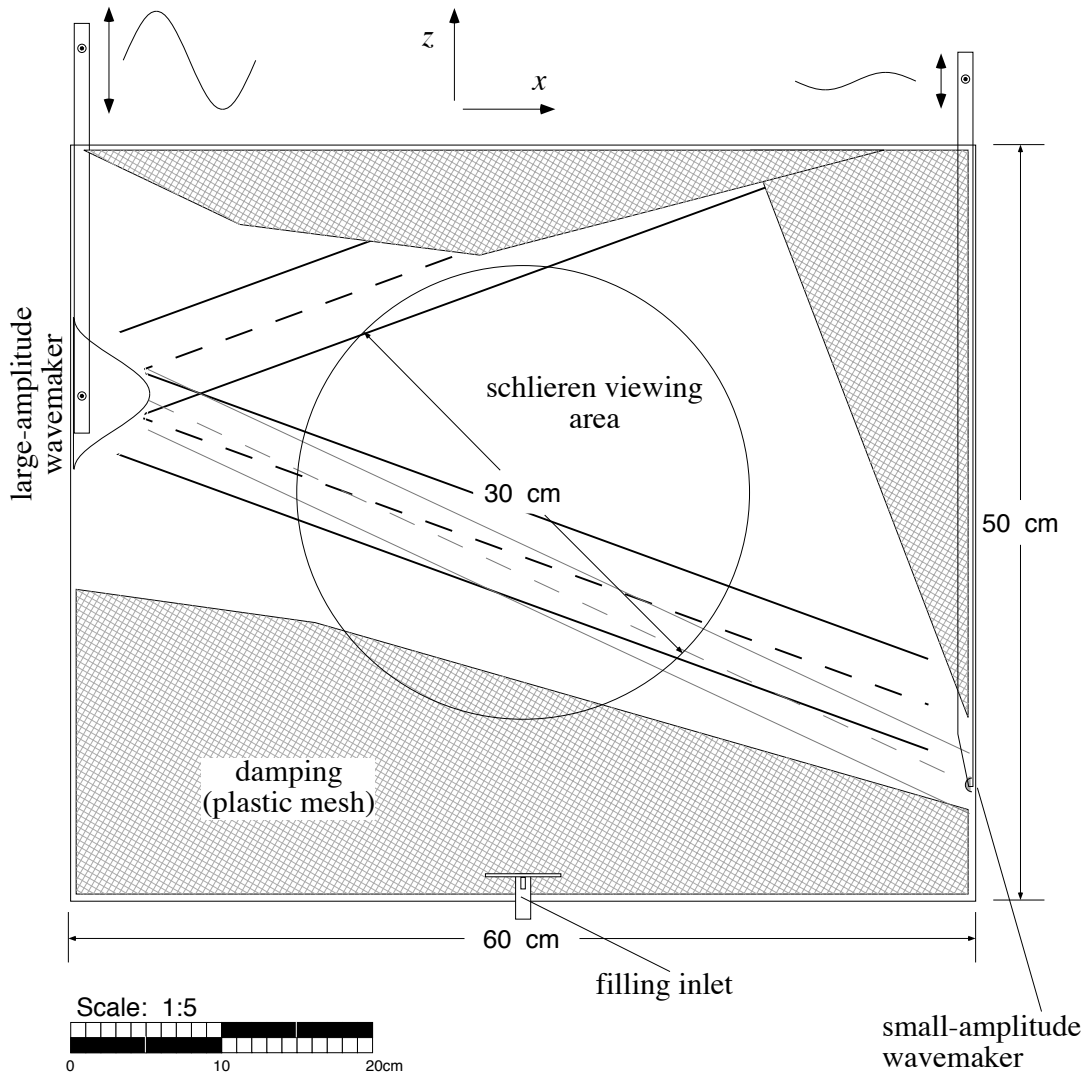 z
x
large-amplitude
wavemaker
schlieren viewing
area
30 cm
50 cm
damping
(plastic mesh)
60 cm
filling inlet
Scale: 1:5
0 10 20cm
small-amplitude
wavemaker